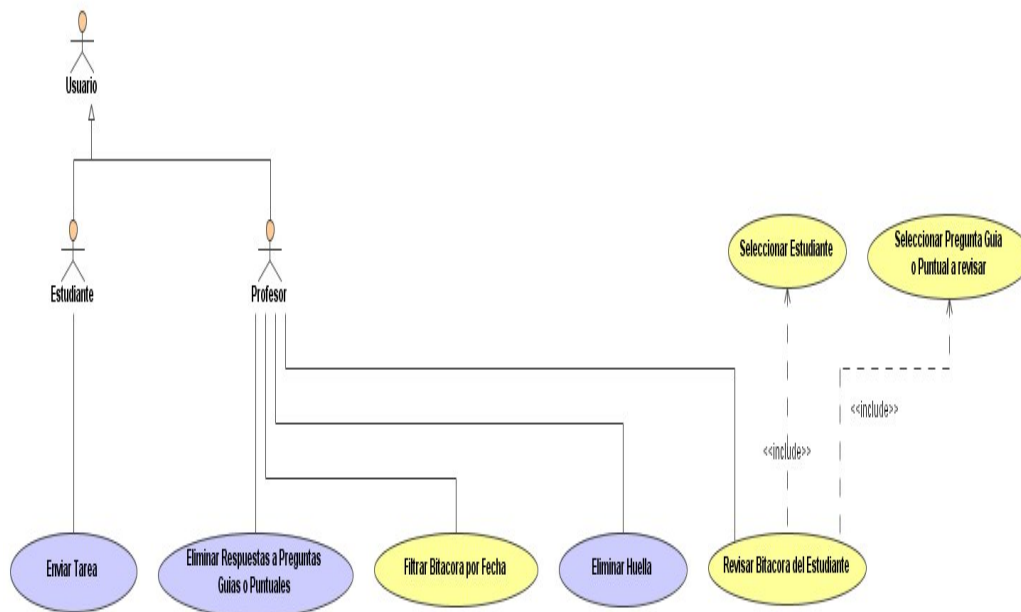 Usuario
Estudiante
Profesor
Seleccionar Estudiante
Seleccionar Pregunta Guia
o Puntual a revisar
<<include>>
<<include>>
Enviar Tarea
Eliminar Respuestas a Preguntas
Guias o Puntuales
Filtrar Bitacora por Fecha
Eliminar Huella
Revisar Bitacora del Estudiante